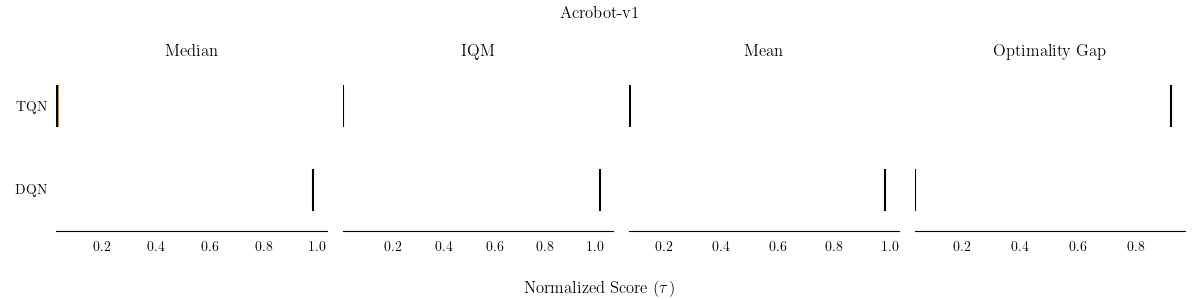 Acrobot-v1
Median IQM Mean Optimality Gap
TQN
DQN
0.2 0.4 0.6 0.8 1.0 0.2 0.4 0.6 0.8 1.0 0.2 0.4 0.6 0.8 1.0 0.2 0.4 0.6 0.8
Normalized Score (τ)